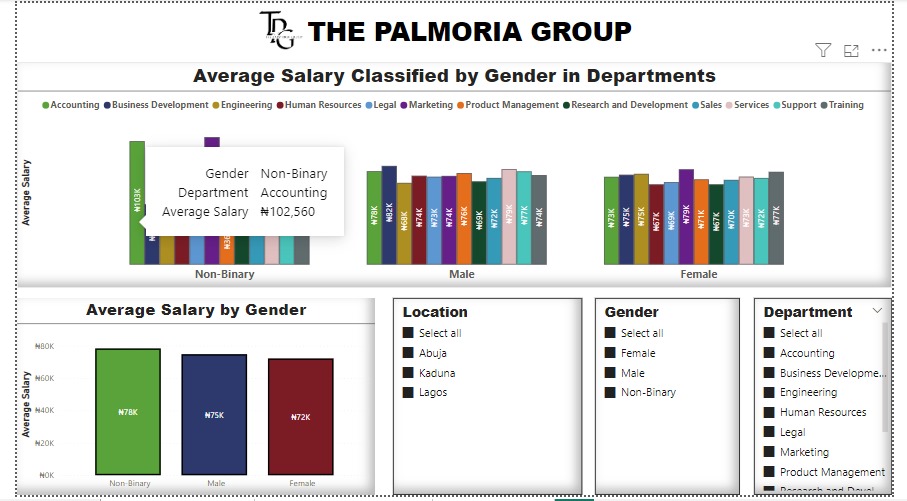 TPG THE PALMORIA GROUP
Average Salary Classified by Gender in Departments
Accounting Business Development Engineering Human Resources Legal Marketing Product Management Research and Development Sales Services Support Training
Average Salary
₦103K
Gender Non-Binary
Department Accounting
Average Salary ₦102,560
₦78K ₦82K ₦68K ₦74K ₦73K ₦74K ₦76K ₦69K ₦72K ₦79K ₦77K ₦74K
₦73K ₦75K ₦75K ₦67K ₦69K ₦79K ₦71K ₦67K ₦70K ₦73K ₦72K ₦77K
Non-Binary Male Female
Average Salary by Gender
Average Salary
₦80K
₦60K
₦40K
₦20K
₦0K
₦78K ₦75K ₦72K
Non-Binary Male Female
Location
Select all
Abuja
Kaduna
Lagos
Gender
Select all
Female
Male
Non-Binary
Department
Select all
Accounting
Business Developme...
Engineering
Human Resources
Legal
Marketing
Product Management